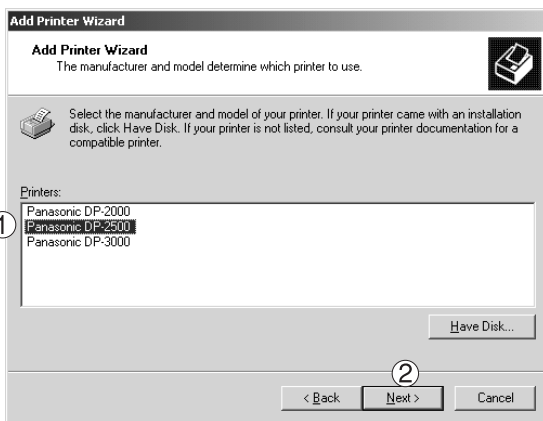 Add Printer Wizard
Add Printer Wizard
The manufacturer and model determine which printer to use.
Select the manufacturer and model of your printer. If your printer came with an installation
disk, click Have Disk. If your printer is not listed, consult your printer documentation for a
compatible printer.
Printers:
Panasonic DP-2000
① Panasonic DP-2500
Panasonic DP-3000
Have Disk...
②
< Back Next > Cancel